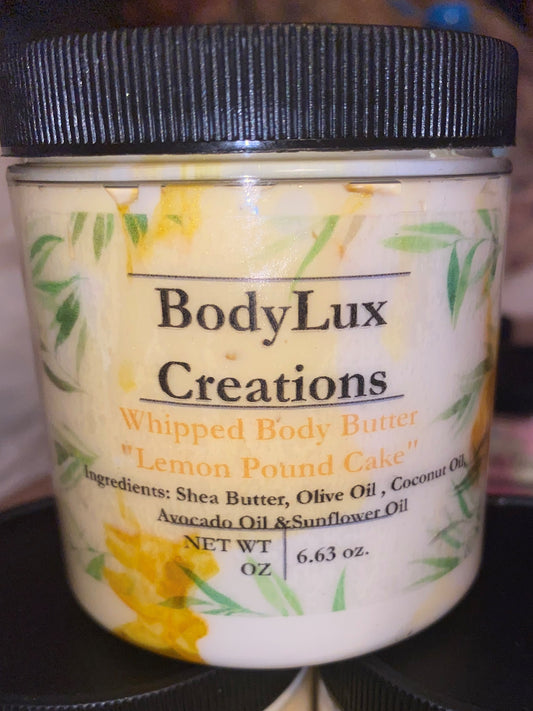 BodyLux
Creations
Whipped Body Butter
"Lemon Pound Cake"
Ingredients: Shea Butter, Olive Oil , Coconut Oil,
Avocado Oil &Sunflower Oil
NET WT
OZ
6.63 oz.